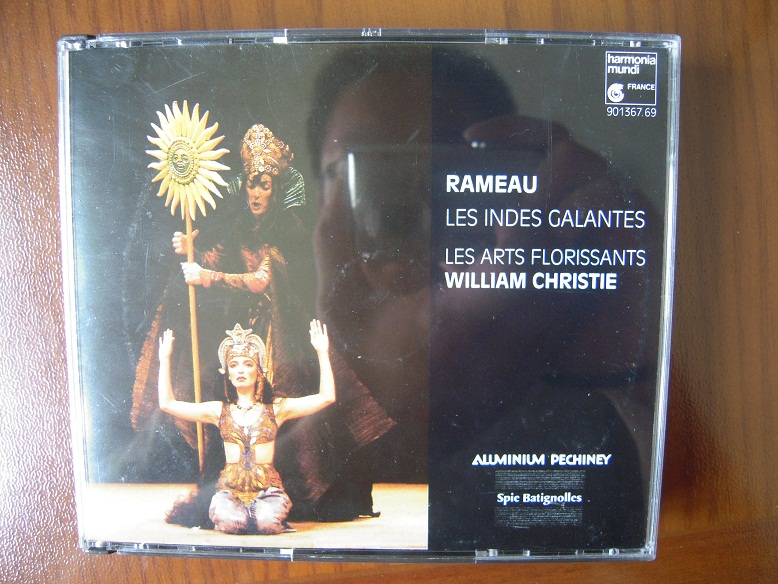 harmonia
mundi
FRANCE
901367.69
RAMEAU
LES INDES GALANTES
LES ARTS FLORISSANTS
WILLIAM CHRISTIE
ALUMINIUM PECHINEY
Spie Batignolles